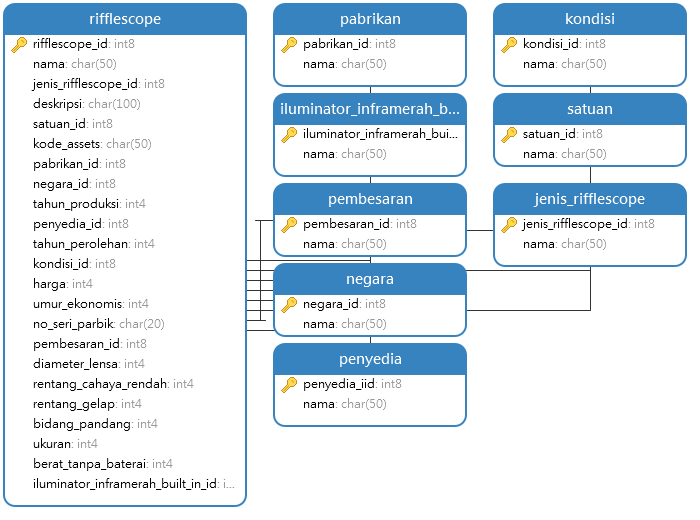 rifflescope
rifflescope_id: int8
nama: char(50)
jenis_rifflescope_id: int8
deskripsi: char(100)
satuan_id: int8
kode_assets: char(50)
pabrikan_id: int8
negara_id: int8
tahun_produksi: int4
penyedia_id: int8
tahun_perolehan: int4
kondisi_id: int8
harga: int4
umur_ekonomis: int4
no_seri_parbik: char(20)
pembesaran_id: int8
diameter_lensa: int4
rentang_cahaya_rendah: int4
rentang_gelap: int4
bidang_pandang: int4
ukuran: int4
berat_tanpa_baterai: int4
iluminator_inframerah_built_in_id: i...
pabrikan
pabrikan_id: int8
nama: char(50)
iluminator_inframerah_b...
iluminator_inframerah_bui...
nama: char(50)
pembesaran
pembesaran_id: int8
nama: char(50)
negara
negara_id: int8
nama: char(50)
penyedia
penyedia_iid: int8
nama: char(50)
kondisi
kondisi_id: int8
nama: char(50)
satuan
satuan_id: int8
nama: char(50)
jenis_rifflescope
jenis_rifflescope_id: int8
nama: char(50)